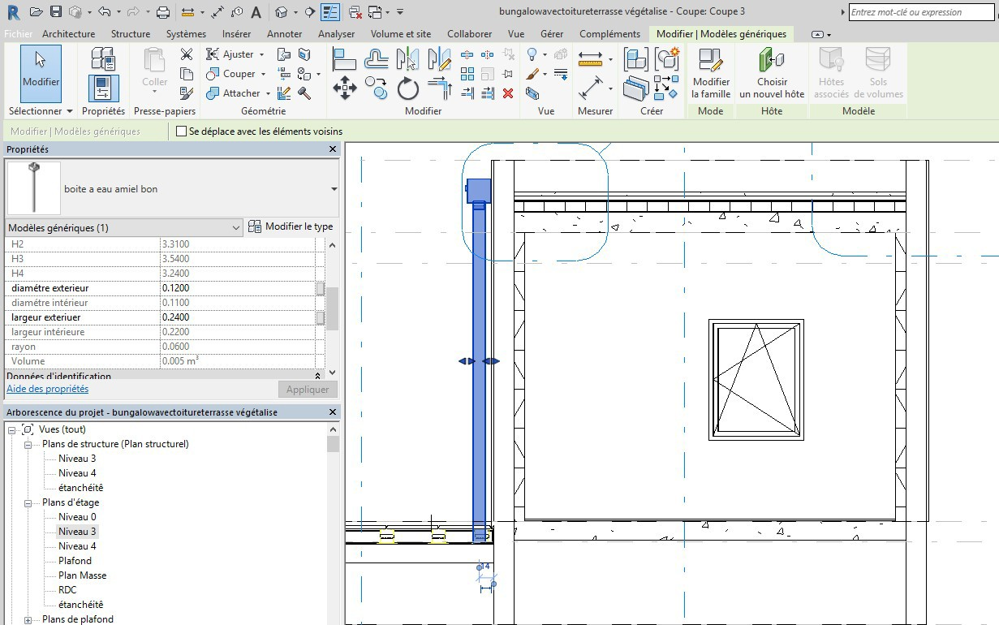 bungalowavectoitureterrasse végétalise - Coupe: Coupe 3
Entrez mot-clé ou expression
Fichier Architecture Structure Systèmes Insérer Annoter Analyser Volume et site Collaborer Vue Gérer Compléments Modifier | Modèles génériques
Modifier
Coller
Ajuster
Couper
Attacher
Modifier
la famille
Choisir
un nouvel hôte
Hôtes
associés
Sols
de volumes
Sélectionner Propriétés Presse-papiers Géométrie Modifier Vue Mesurer Créer Mode Hôte Modèle
Modifier | Modèles génériques Se déplace avec les éléments voisins
Propriétés
boite a eau amiel bon
Modèles génériques (1) Modifier le type
H2 3.3100
H3 3.5400
H4 3.2400
diamétre exterieur 0.1200
diamétre intérieur 0.1100
largeur exteriuer 0.2400
largeur intérieure 0.2200
rayon 0.0600
Volume 0.005 m³
Données d'identification
Aide des propriétés Appliquer
Arborescence du projet - bungalowavectoitureterrasse végétalise
Vues (tout)
Plans de structure (Plan structurel)
Niveau 3
Niveau 4
étanchéitê
Plans d'étage
Niveau 0
Niveau 3
Niveau 4
Plafond
Plan Masse
RDC
étanchéitê
Plans de plafond
14